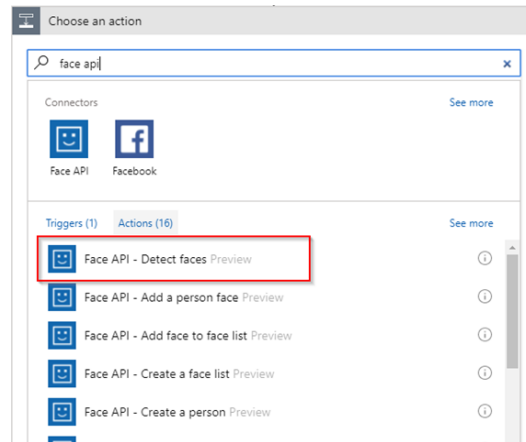 Choose an action
face api
Connectors See more
Face API Facebook
Triggers (1) Actions (16) See more
Face API - Detect faces Preview
Face API - Add a person face Preview
Face API - Add face to face list Preview
Face API - Create a face list Preview
Face API - Create a person Preview